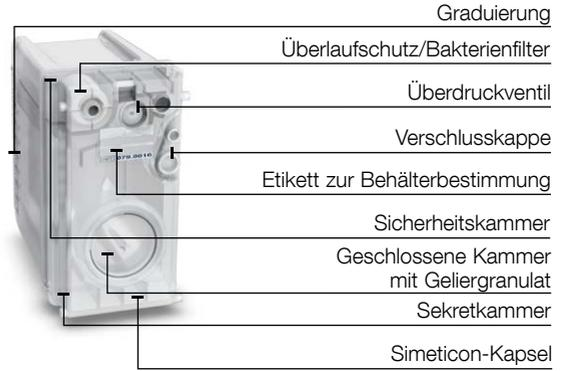 Graduierung
Überlaufschutz/Bakterienfilter
Überdruckventil
Verschlusskappe
Etikett zur Behälterbestimmung
Sicherheitskammer
Geschlossene Kammer
mit Geliergranulat
Sekretkammer
Simeticon-Kapsel